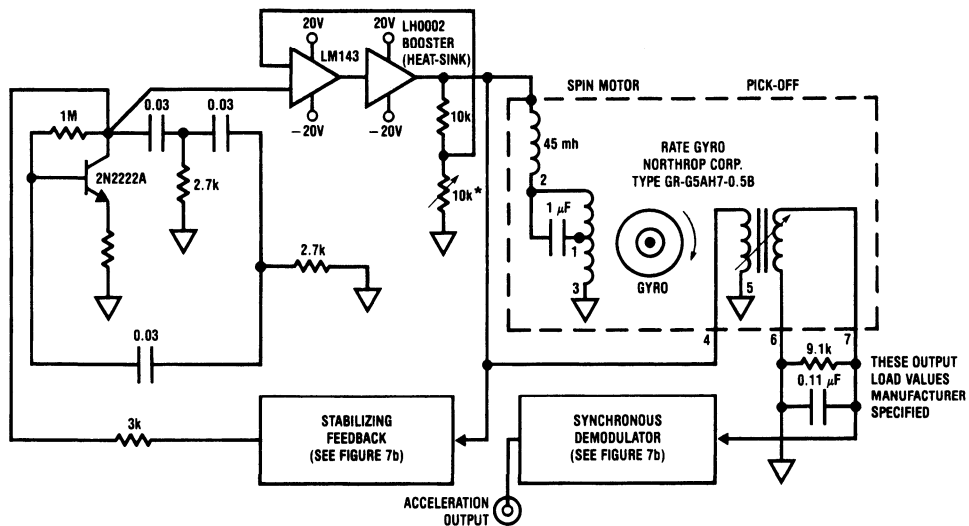 20V
20V
LH0002
BOOSTER
(HEAT-SINK)
LM143
−20V
−20V
SPIN MOTOR
PICK-OFF
0.03
0.03
1M
10k
45 mh
RATE GYRO
NORTHROP CORP.
TYPE GR-G5AH7-0.5B
2N2222A
2.7k
10k*
2
1 μF
1
2.7k
3
GYRO
5
0.03
4
6
7
9.1k
0.11 μF
THESE OUTPUT
LOAD VALUES
MANUFACTURER
SPECIFIED
3k
STABILIZING
FEEDBACK
(SEE FIGURE 7b)
SYNCHRONOUS
DEMODULATOR
(SEE FIGURE 7b)
ACCELERATION
OUTPUT